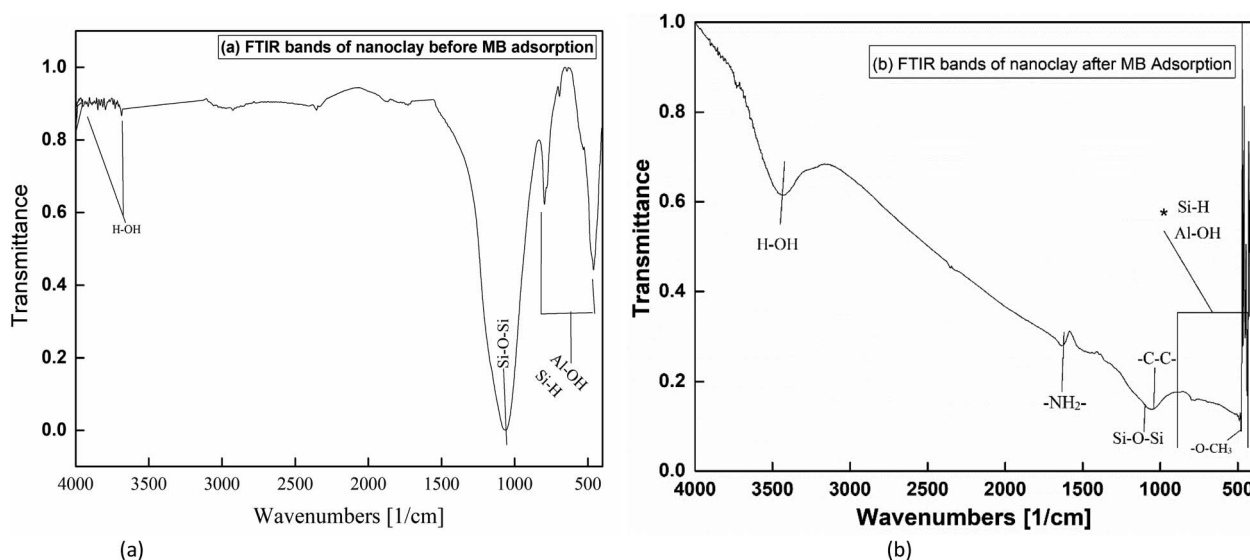 (a) FTIR bands of nanoclay before MB adsorption
Transmittance
1.0
0.8
0.6
0.4
0.2
0.0
H-OH
Si-O-Si
Al-OH
Si-H
4000 3500 3000 2500 2000 1500 1000 500
Wavenumbers [1/cm]
(a)
(b) FTIR bands of nanoclay after MB Adsorption
Transmittance
1.0
0.8
0.6
0.4
0.2
0.0
H-OH
* Si-H
Al-OH
-C-C-
-NH₂-
Si-O-Si
-O-CH₃
4000 3500 3000 2500 2000 1500 1000 500
Wavenumbers [1/cm]
(b)